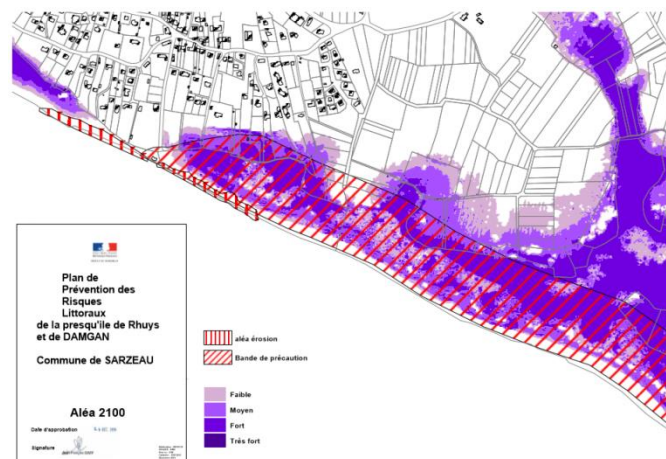 Plan de
Prévention des
Risques
Littoraux
de la presqu'ile de Rhuys
et de DAMGAN
Commune de SARZEAU
Aléa 2100
Date d'approbation
Signature
aléa érosion
Bande de précaution
Faible
Moyen
Fort
Très fort